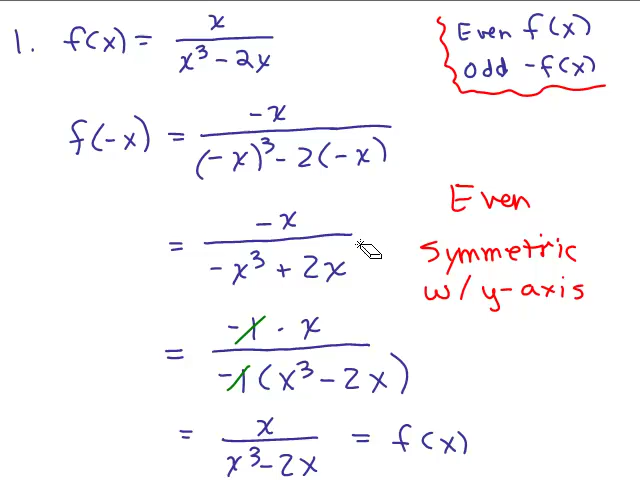 1. f(x) = x / (x³ - 2x)
Even f(x)
Odd -f(x)
f(-x) = -x / ((-x)³ - 2(-x))
= -x / (-x³ + 2x)
Even
Symmetric
w/ y-axis
= -1 · x / (-1(x³ - 2x))
= x / (x³ - 2x) = f(x)